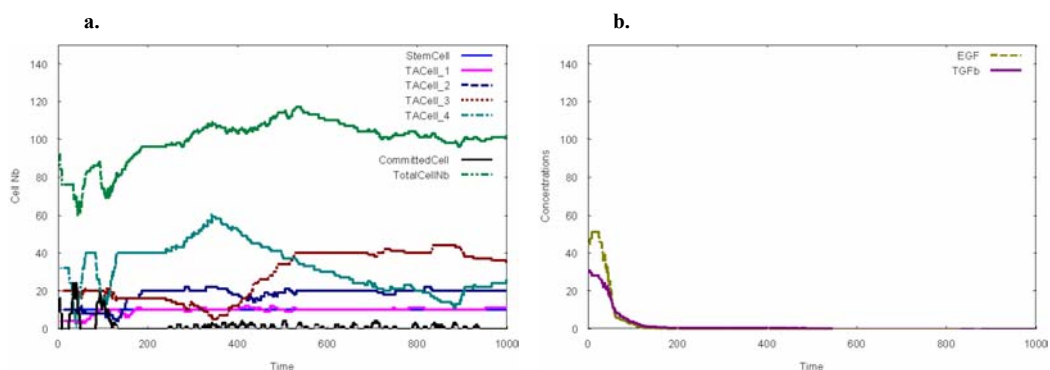 a.
StemCell
TACell_1
TACell_2
TACell_3
TACell_4
CommittedCell
TotalCellNb
Cell Nb
140
120
100
80
60
40
20
0
0 200 400 600 800 1000
Time
b.
EGF
TGFb
Concentrations
140
120
100
80
60
40
20
0
0 200 400 600 800 1000
Time